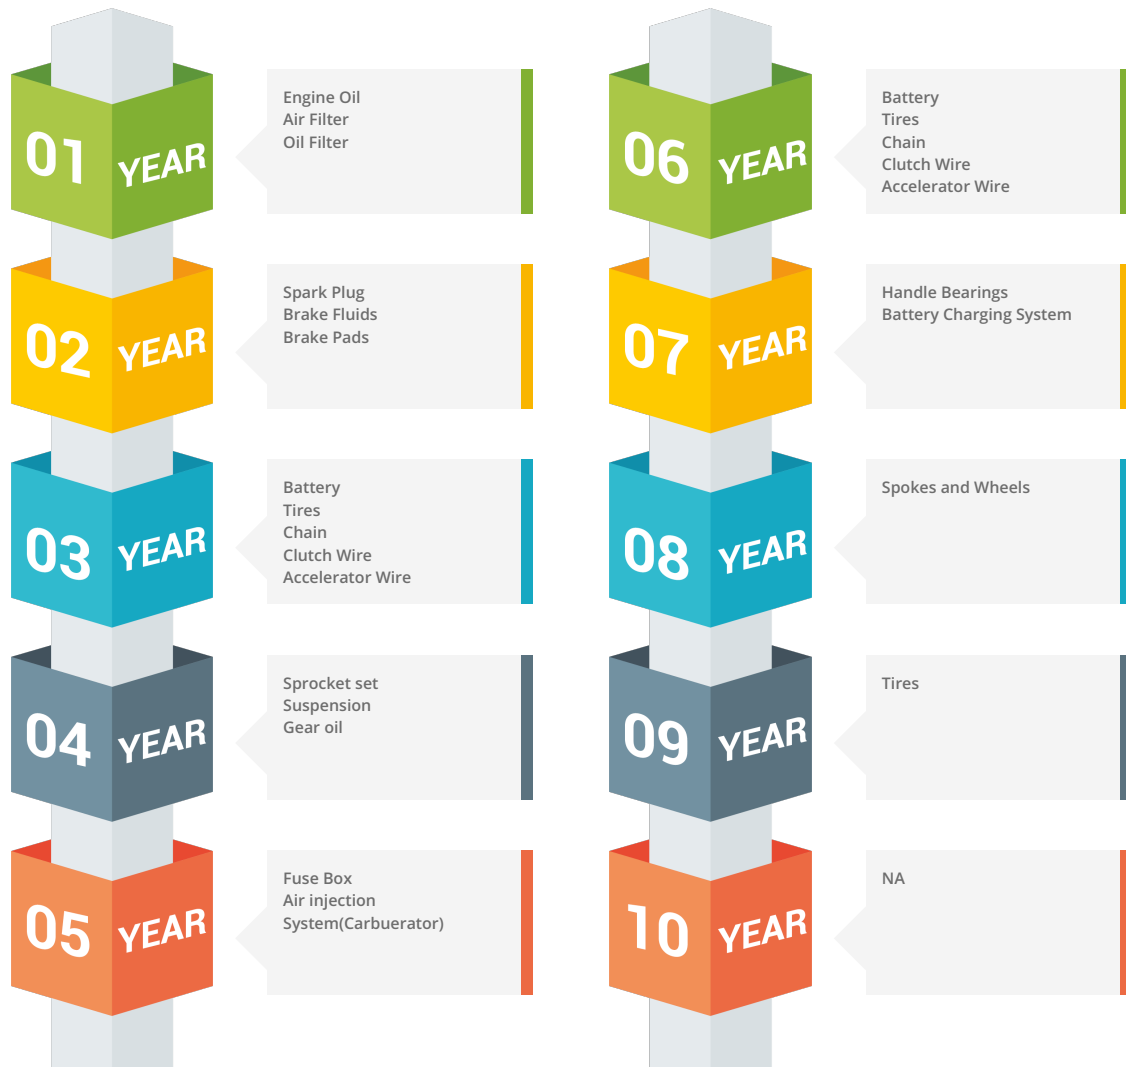 01 YEAR
Engine Oil
Air Filter
Oil Filter
02 YEAR
Spark Plug
Brake Fluids
Brake Pads
03 YEAR
Battery
Tires
Chain
Clutch Wire
Accelerator Wire
04 YEAR
Sprocket set
Suspension
Gear oil
05 YEAR
Fuse Box
Air injection
System(Carbuerator)
06 YEAR
Battery
Tires
Chain
Clutch Wire
Accelerator Wire
07 YEAR
Handle Bearings
Battery Charging System
08 YEAR
Spokes and Wheels
09 YEAR
Tires
10 YEAR
NA